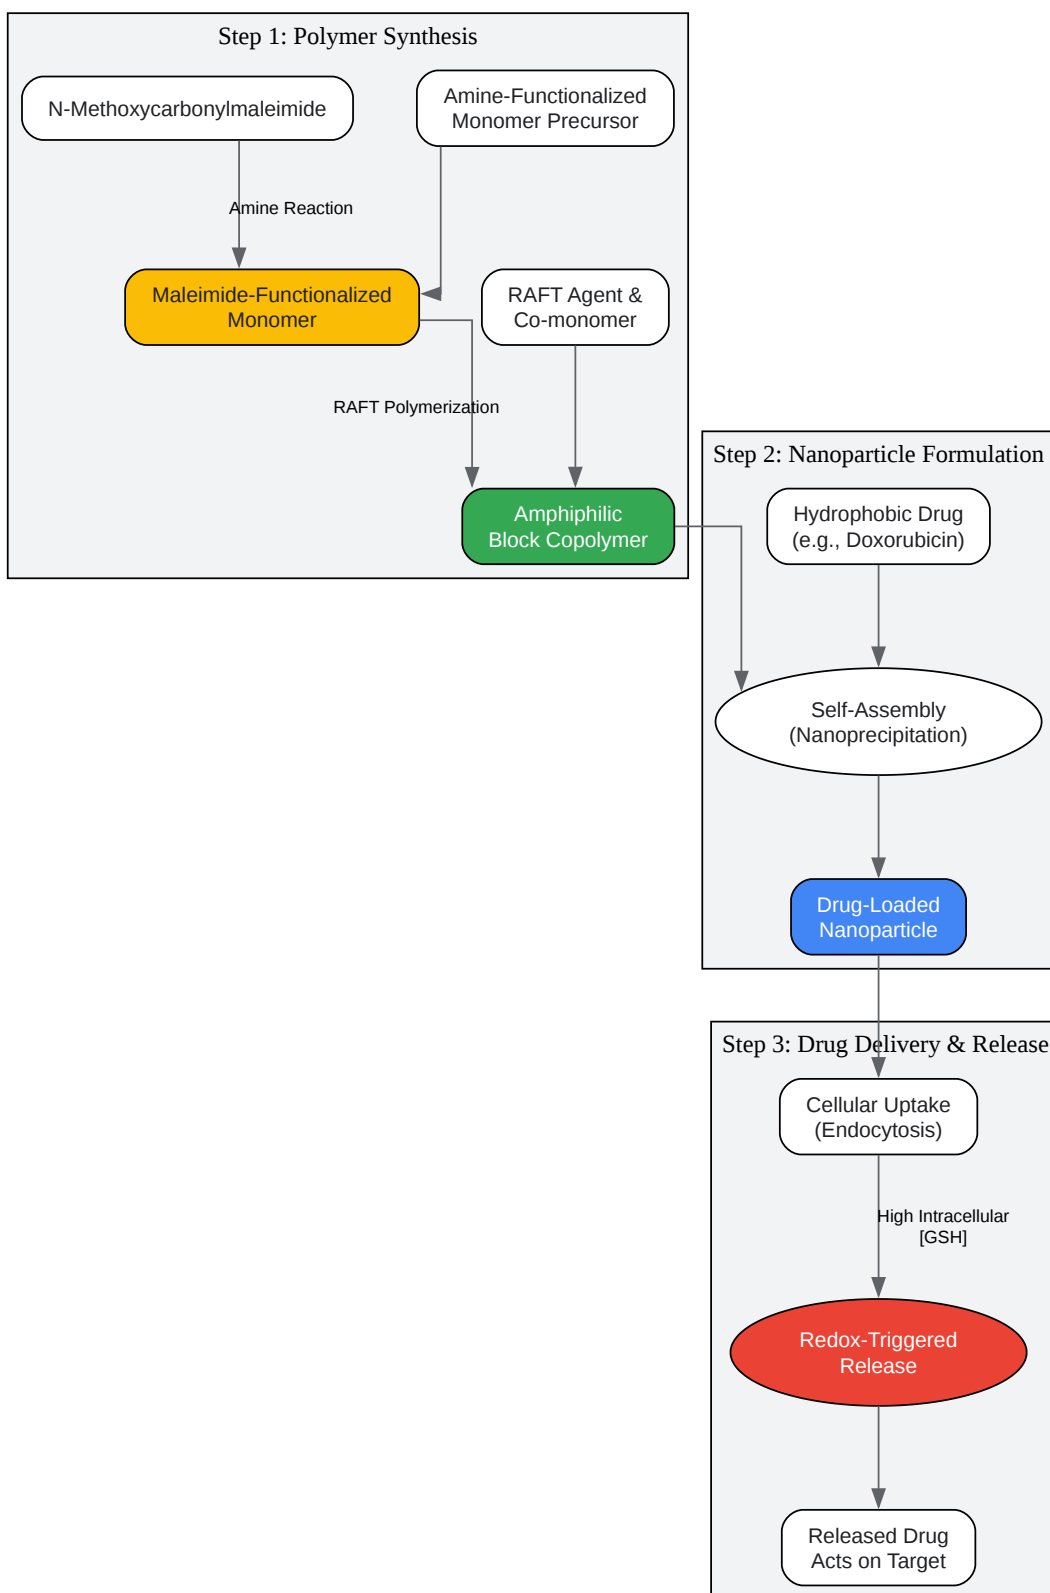 Step 1: Polymer Synthesis
N-Methoxycarbonylmaleimide
Amine-Functionalized
Monomer Precursor
Amine Reaction
Maleimide-Functionalized
Monomer
RAFT Agent &
Co-monomer
RAFT Polymerization
Amphiphilic
Block Copolymer
Step 2: Nanoparticle Formulation
Hydrophobic Drug
(e.g., Doxorubicin)
Self-Assembly
(Nanoprecipitation)
Drug-Loaded
Nanoparticle
Step 3: Drug Delivery & Release
Cellular Uptake
(Endocytosis)
High Intracellular
[GSH]
Redox-Triggered
Release
Released Drug
Acts on Target